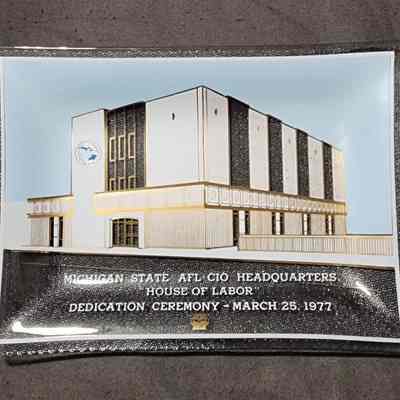 MICHIGAN STATE AFL-CIO HEADQUARTERS,
"HOUSE OF LABOR"
DEDICATION CEREMONY - MARCH 25, 1977